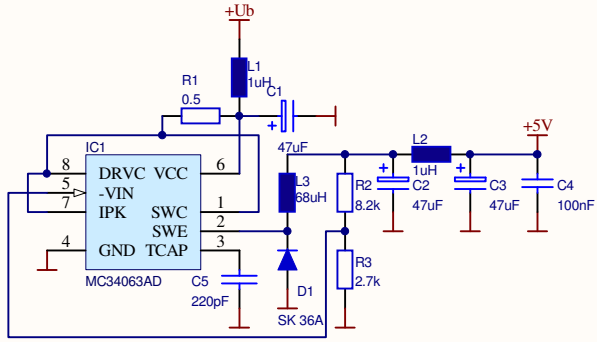 +Ub
L1
1uH
R1
0.5
C1
47uF
IC1
8 DRVC VCC 6
5 -VIN
7 IPK SWC 1
SWE 2
4 GND TCAP 3
MC34063AD
C5
220pF
L3
68uH
D1
SK 36A
R2
8.2k
R3
2.7k
C2
47uF
L2
1uH
C3
47uF
+5V
C4
100nF